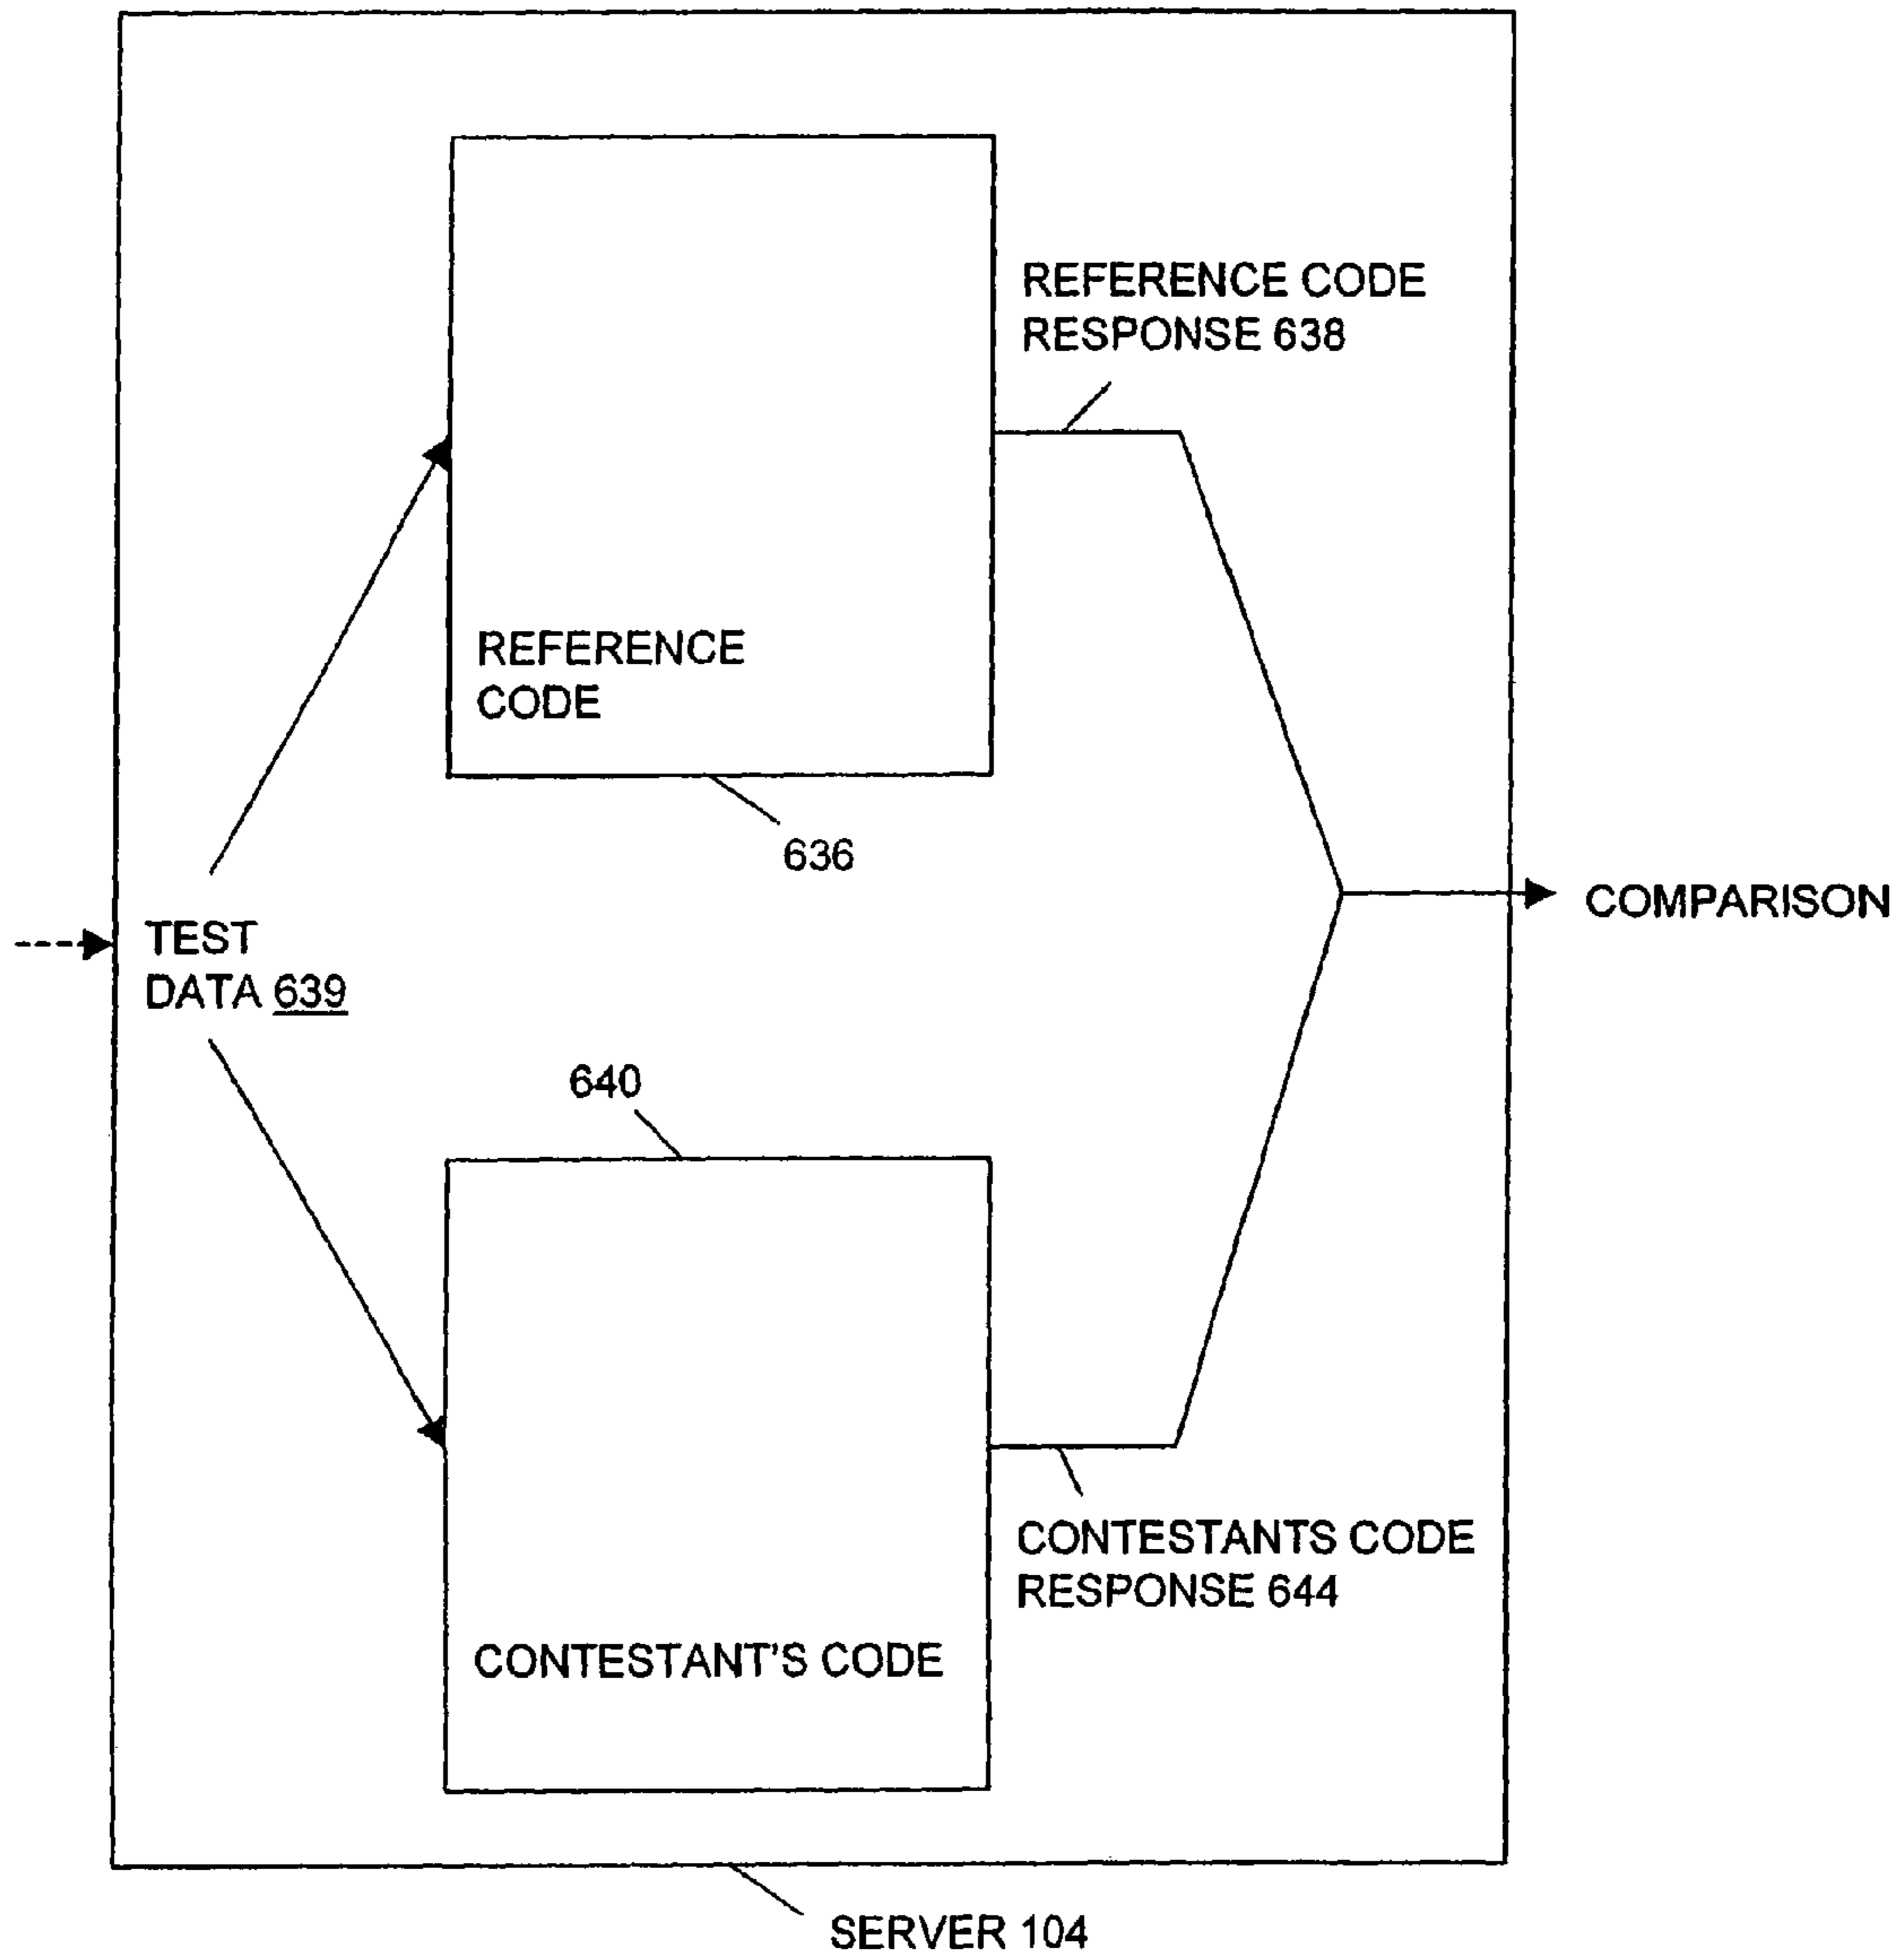 REFERENCE CODE
RESPONSE 638
REFERENCE
CODE
636
COMPARISON
TEST
DATA 639
640
CONTESTANTS CODE
RESPONSE 644
CONTESTANT'S CODE
SERVER 104